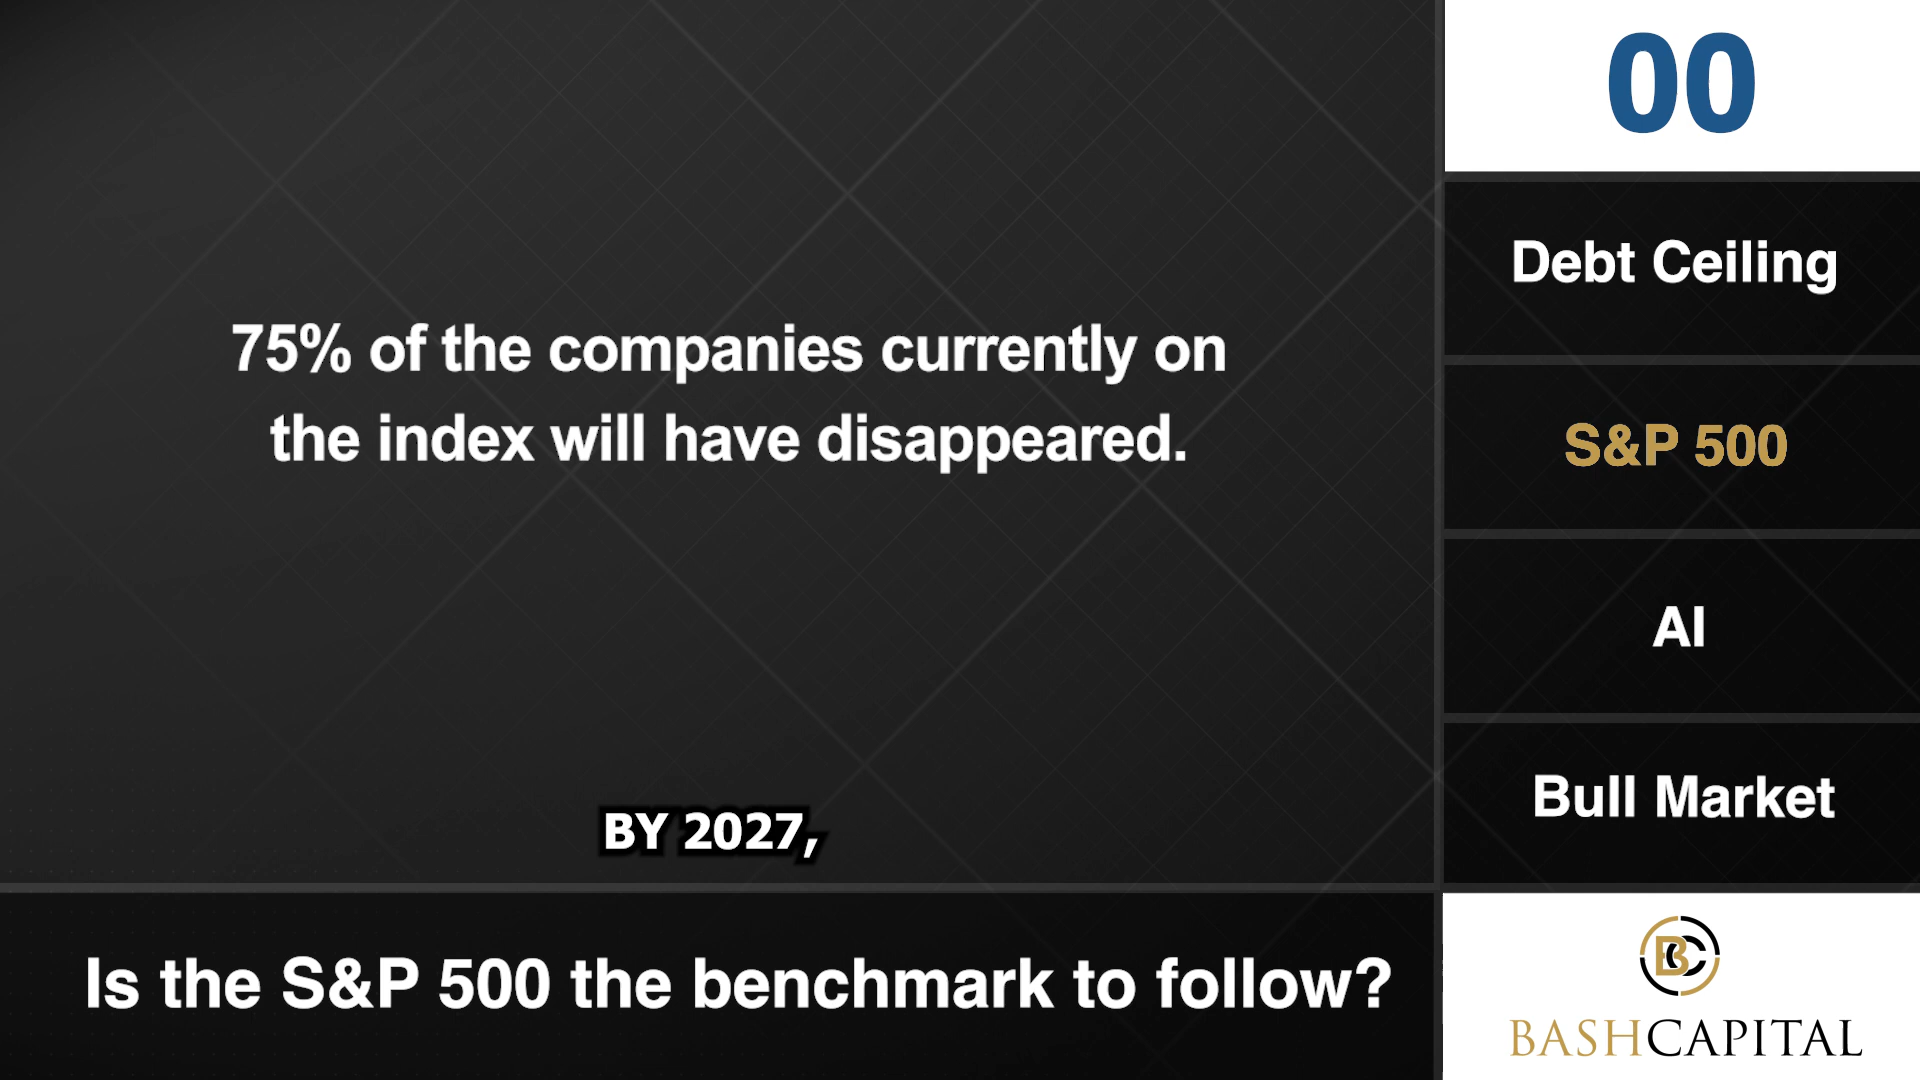 75% of the companies currently on
the index will have disappeared.
BY 2027,
Is the S&P 500 the benchmark to follow?
00
Debt Ceiling
S&P 500
AI
Bull Market
BC
BASHCAPITAL